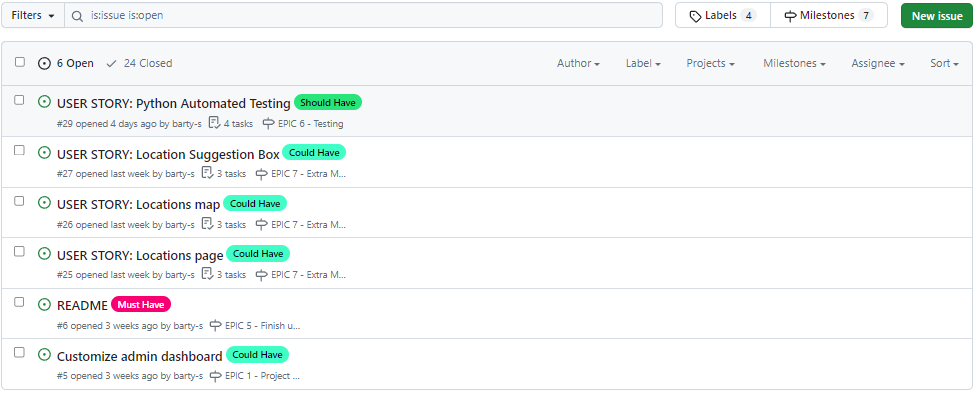 Filters is:issue is:open Labels 4 Milestones 7 New issue
6 Open 24 Closed Author Label Projects Milestones Assignee Sort
USER STORY: Python Automated Testing Should Have
#29 opened 4 days ago by barty-s 4 tasks EPIC 6 - Testing
USER STORY: Location Suggestion Box Could Have
#27 opened last week by barty-s 3 tasks EPIC 7 - Extra M...
USER STORY: Locations map Could Have
#26 opened last week by barty-s 3 tasks EPIC 7 - Extra M...
USER STORY: Locations page Could Have
#25 opened last week by barty-s 3 tasks EPIC 7 - Extra M...
README Must Have
#6 opened 3 weeks ago by barty-s EPIC 5 - Finish u...
Customize admin dashboard Could Have
#5 opened 3 weeks ago by barty-s EPIC 1 - Project ...